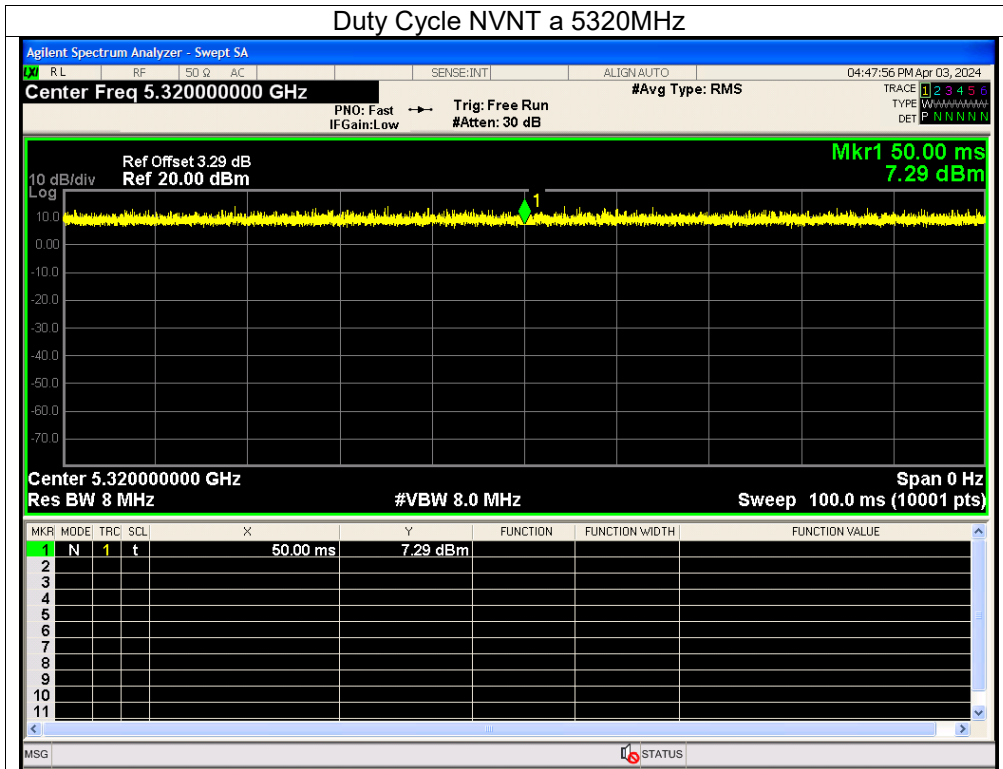 Duty Cycle NVNT a 5320MHz
Agilent Spectrum Analyzer - Swept SA
LXI RL RF 50 Ω AC SENSE:INT ALIGN AUTO 04:47:56 PM Apr 03, 2024
Center Freq 5.320000000 GHz #Avg Type: RMS TRACE 1 2 3 4 5 6
PNO: Fast Trig: Free Run TYPE WWWWWW
IFGain:Low #Atten: 30 dB DET P N N N N N
Mkr1 50.00 ms
Ref Offset 3.29 dB
10 dB/div Ref 20.00 dBm 7.29 dBm
Log
1
10.0
0.00
-10.0
-20.0
-30.0
-40.0
-50.0
-60.0
-70.0
Center 5.320000000 GHz Span 0 Hz
Res BW 8 MHz #VBW 8.0 MHz Sweep 100.0 ms (10001 pts)
MKR MODE TRC SCL X Y FUNCTION FUNCTION WIDTH FUNCTION VALUE
1 N 1 t 50.00 ms 7.29 dBm
2
3
4
5
6
7
8
9
10
11
MSG STATUS